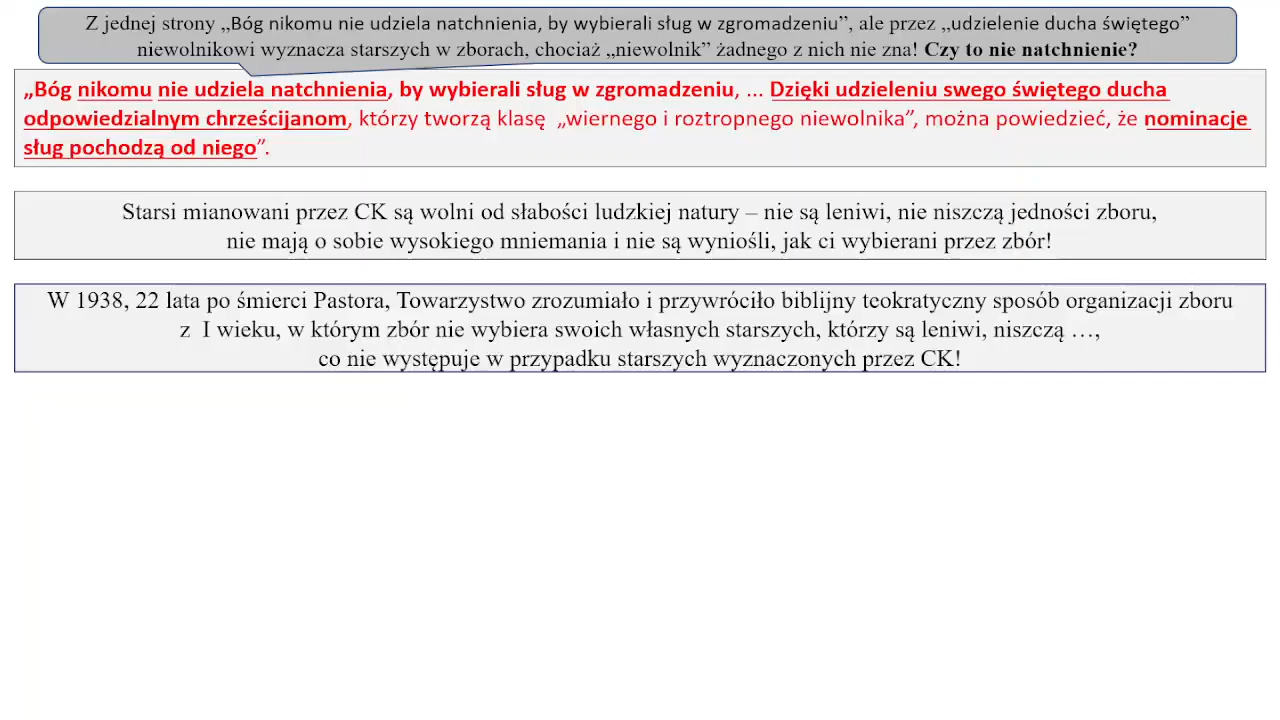 Z jednej strony „Bóg nikomu nie udziela natchnienia, by wybierali sług w zgromadzeniu”, ale przez „udzielenie ducha świętego”
niewolnikowi wyznacza starszych w zborach, chociaż „niewolnik” żadnego z nich nie zna! Czy to nie natchnienie?
„Bóg nikomu nie udziela natchnienia, by wybierali sług w zgromadzeniu, ... Dzięki udzieleniu swego świętego ducha
odpowiedzialnym chrześcijanom, którzy tworzą klasę „wiernego i roztropnego niewolnika”, można powiedzieć, że nominacje
sług pochodzą od niego”.
Starsi mianowani przez CK są wolni od słabości ludzkiej natury – nie są leniwi, nie niszczą jedności zboru,
nie mają o sobie wysokiego mniemania i nie są wyniośli, jak ci wybierani przez zbór!
W 1938, 22 lata po śmierci Pastora, Towarzystwo zrozumiało i przywróciło biblijny teokratyczny sposób organizacji zboru
z I wieku, w którym zbór nie wybiera swoich własnych starszych, którzy są leniwi, niszczą …,
co nie występuje w przypadku starszych wyznaczonych przez CK!